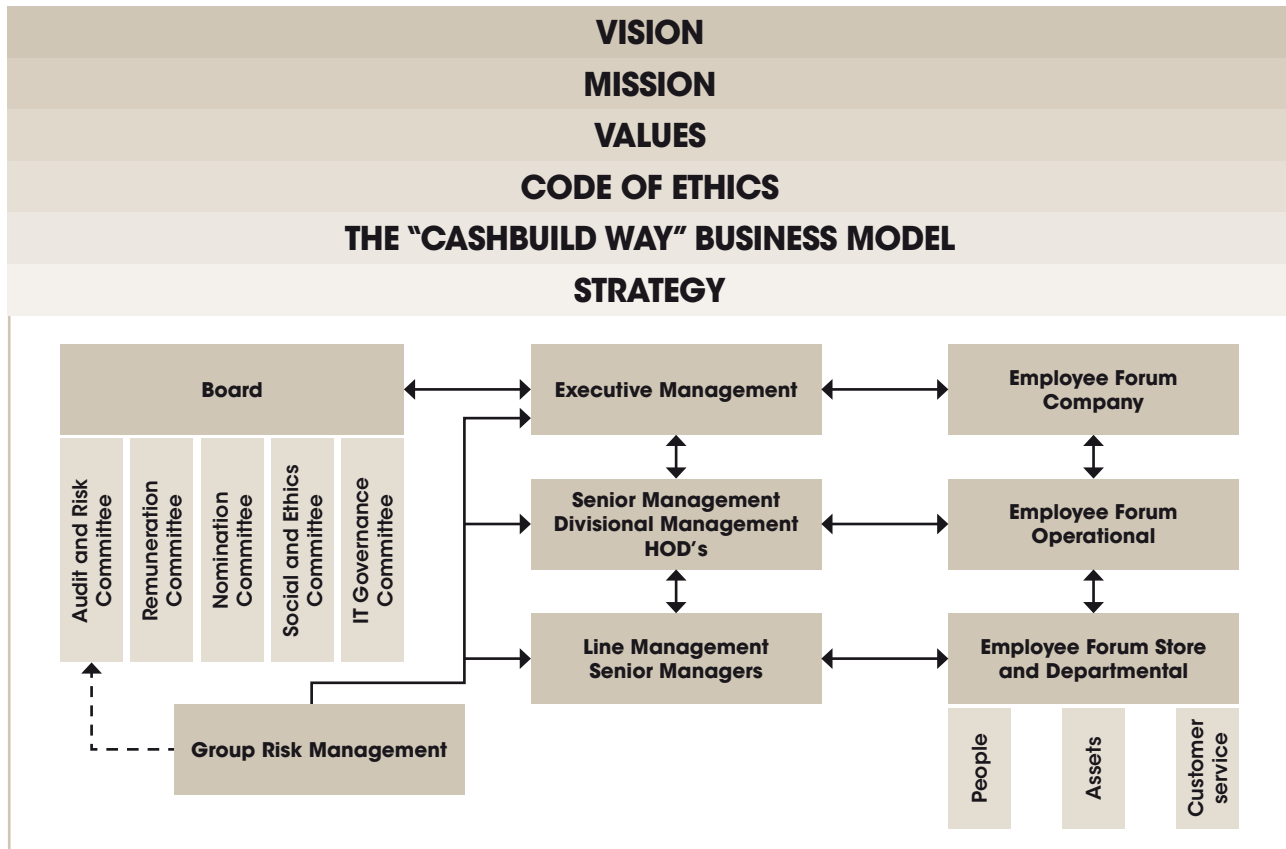 VISION
MISSION
VALUES
CODE OF ETHICS
THE “CASHBUILD WAY” BUSINESS MODEL
STRATEGY
Board
Audit and Risk
Committee
Remuneration
Committee
Nomination
Committee
Social and Ethics
Committee
IT Governance
Committee
Group Risk Management
Executive Management
Senior Management
Divisional Management
HOD's
Line Management
Senior Managers
Employee Forum
Company
Employee Forum
Operational
Employee Forum Store
and Departmental
People
Assets
Customer
service